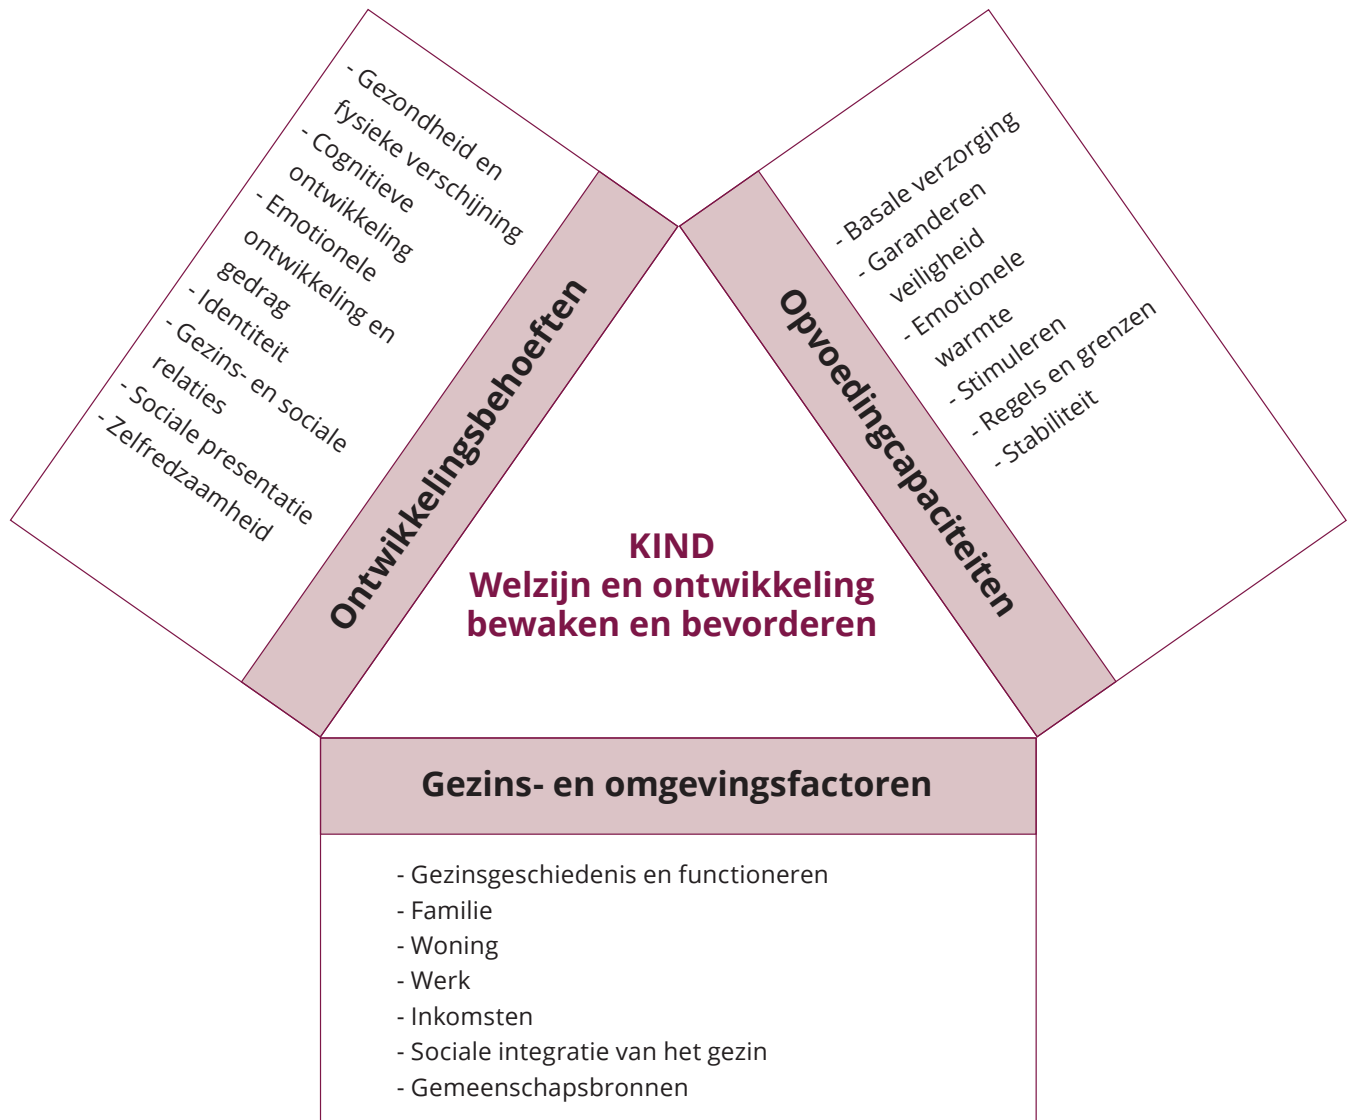 - Gezondheid en
fysieke verschijning
- Cognitieve
ontwikkeling
- Emotionele
ontwikkeling en
gedrag
- Identiteit
- Gezins- en sociale
relaties
- Sociale presentatie
- Zelfredzaamheid
Ontwikkelingsbehoeften
- Basale verzorging
- Garanderen
veiligheid
- Emotionele
warmte
- Stimuleren
- Regels en grenzen
- Stabiliteit
Opvoedingcapaciteiten
KIND
Welzijn en ontwikkeling
bewaken en bevorderen
Gezins- en omgevingsfactoren
- Gezinsgeschiedenis en functioneren
- Familie
- Woning
- Werk
- Inkomsten
- Sociale integratie van het gezin
- Gemeenschapsbronnen